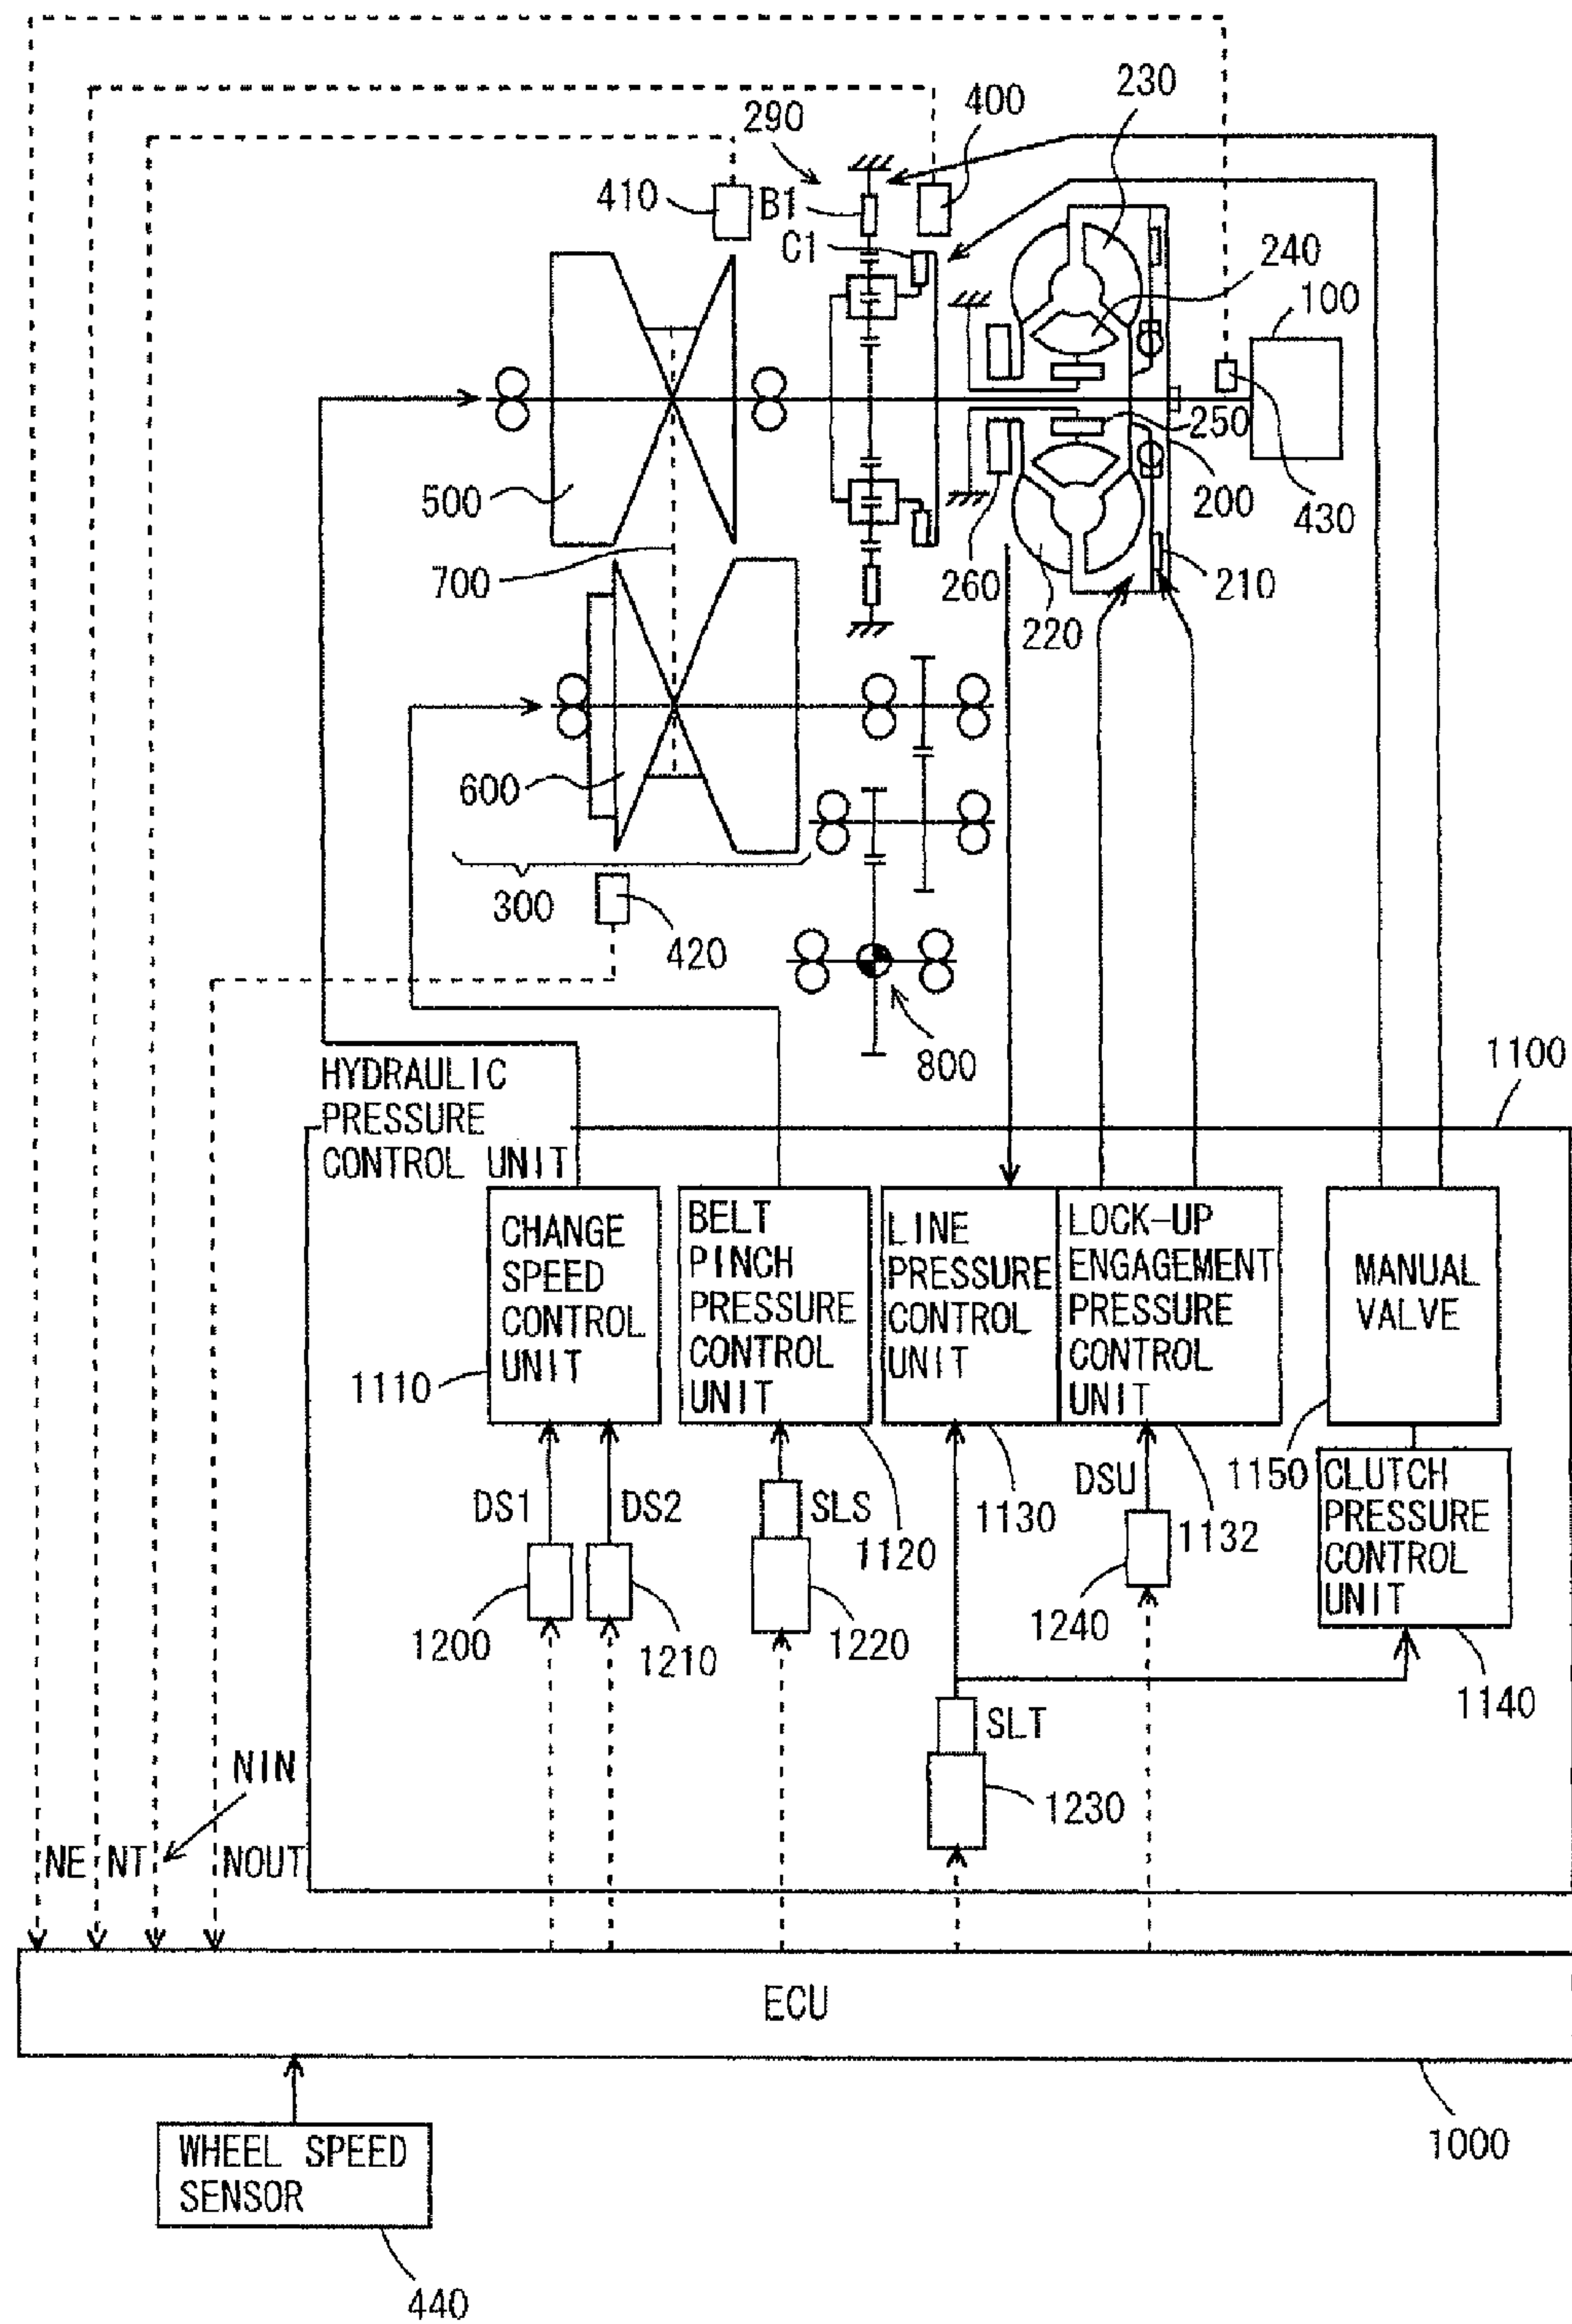 230
290
400
410
B1
C1
240
100
500
250
200
430
700
260
210
220
600
300
420
800
1100
HYDRAULIC
PRESSURE
CONTROL UNIT
CHANGE
SPEED
CONTROL
UNIT
BELT
PINCH
PRESSURE
CONTROL
UNIT
LINE
PRESSURE
CONTROL
UNIT
LOCK-UP
ENGAGEMENT
PRESSURE
CONTROL
UNIT
MANUAL
VALVE
1110
1150
CLUTCH
PRESSURE
CONTROL
UNIT
DS1
DS2
SLS
1120
1130
DSU
1132
1200
1210
1220
1240
1140
SLT
1230
NIN
NE
NT
NOUT
ECU
1000
WHEEL SPEED
SENSOR
440